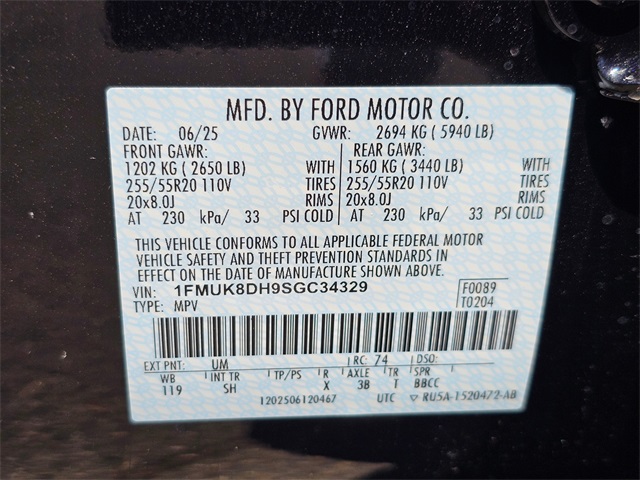 MFD. BY FORD MOTOR CO.
DATE: 06/25 GVWR: 2694 KG ( 5940 LB)
FRONT GAWR: REAR GAWR:
1202 KG ( 2650 LB) WITH 1560 KG ( 3440 LB) WITH
255/55R20 110V TIRES 255/55R20 110V TIRES
20x8.0J RIMS 20x8.0J RIMS
AT 230 kPa/ 33 PSI COLD AT 230 kPa/ 33 PSI COLD
THIS VEHICLE CONFORMS TO ALL APPLICABLE FEDERAL MOTOR
VEHICLE SAFETY AND THEFT PREVENTION STANDARDS IN
EFFECT ON THE DATE OF MANUFACTURE SHOWN ABOVE.
VIN: 1FMUK8DH9SGC34329 F0089
TYPE: MPV T0204
EXT PNT: UM RC: 74 DSO:
WB INT TR TP/PS R AXLE TR SPR
119 SH X 3B T BBCC
1202506120467 UTC ▽ RU5A-1520472-AB